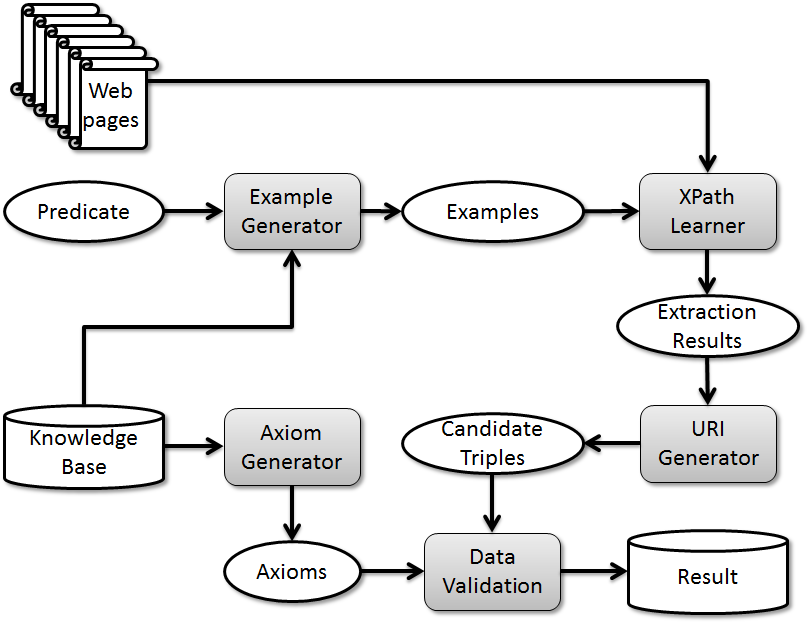 Web
pages
Predicate
Example
Generator
Examples
XPath
Learner
Extraction
Results
Knowledge
Base
Axiom
Generator
Candidate
Triples
URI
Generator
Axioms
Data
Validation
Result